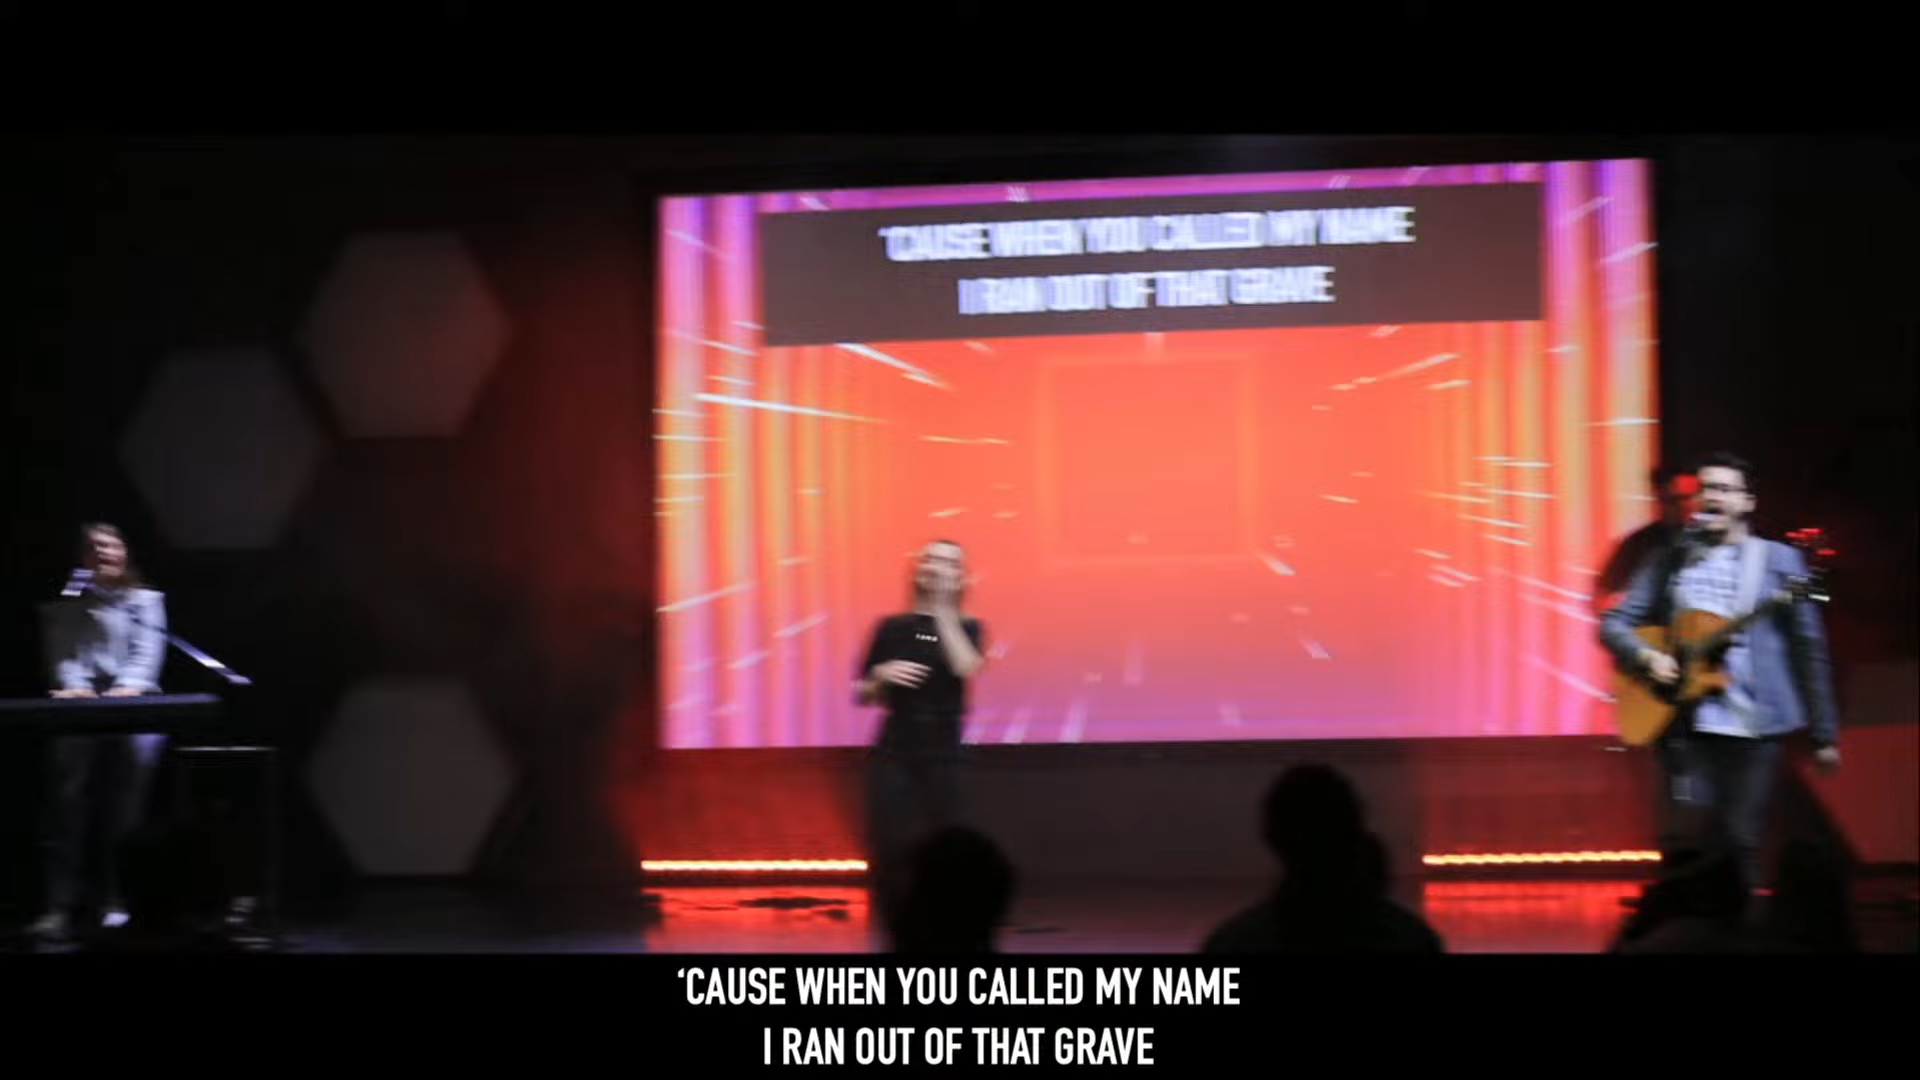 ‘CAUSE WHEN YOU CALLED MY NAME
I RAN OUT OF THAT GRAVE
‘CAUSE WHEN YOU CALLED MY NAME
I RAN OUT OF THAT GRAVE